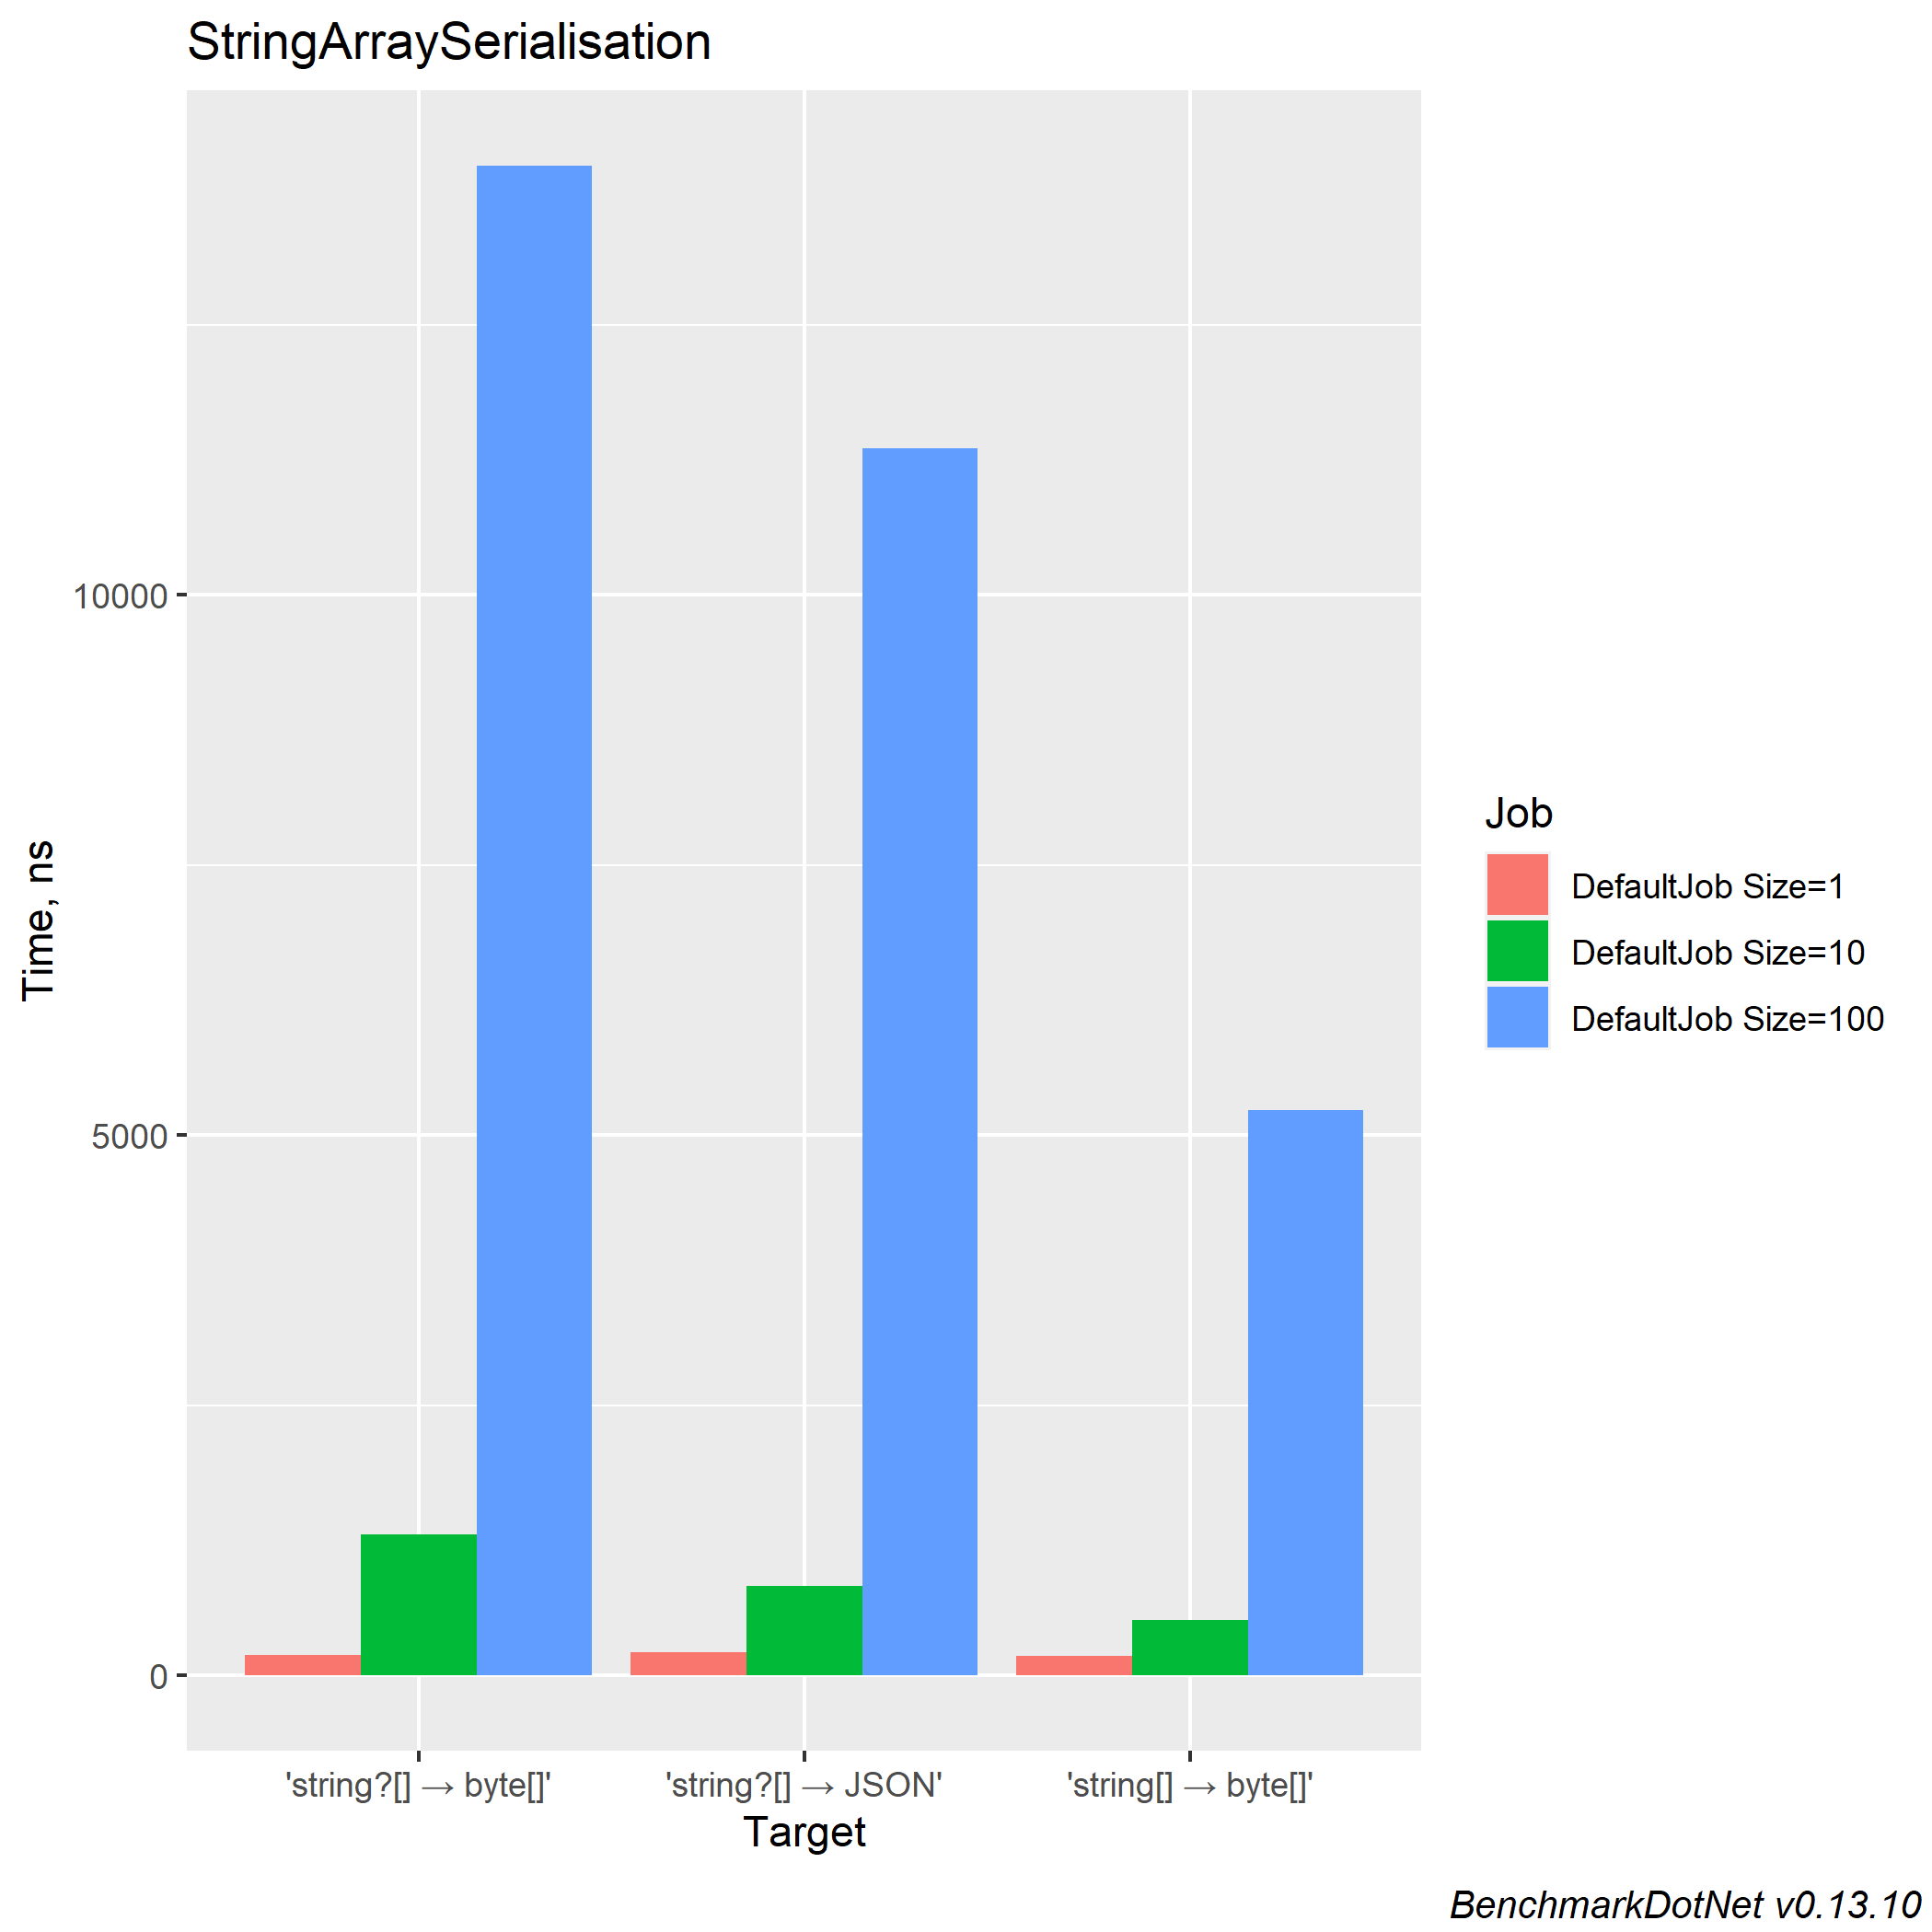 StringArraySerialisation
Time, ns
10000
5000
0
'string?[] → byte[]'
'string?[] → JSON'
'string[] → byte[]'
Target
Job
DefaultJob Size=1
DefaultJob Size=10
DefaultJob Size=100
BenchmarkDotNet v0.13.10